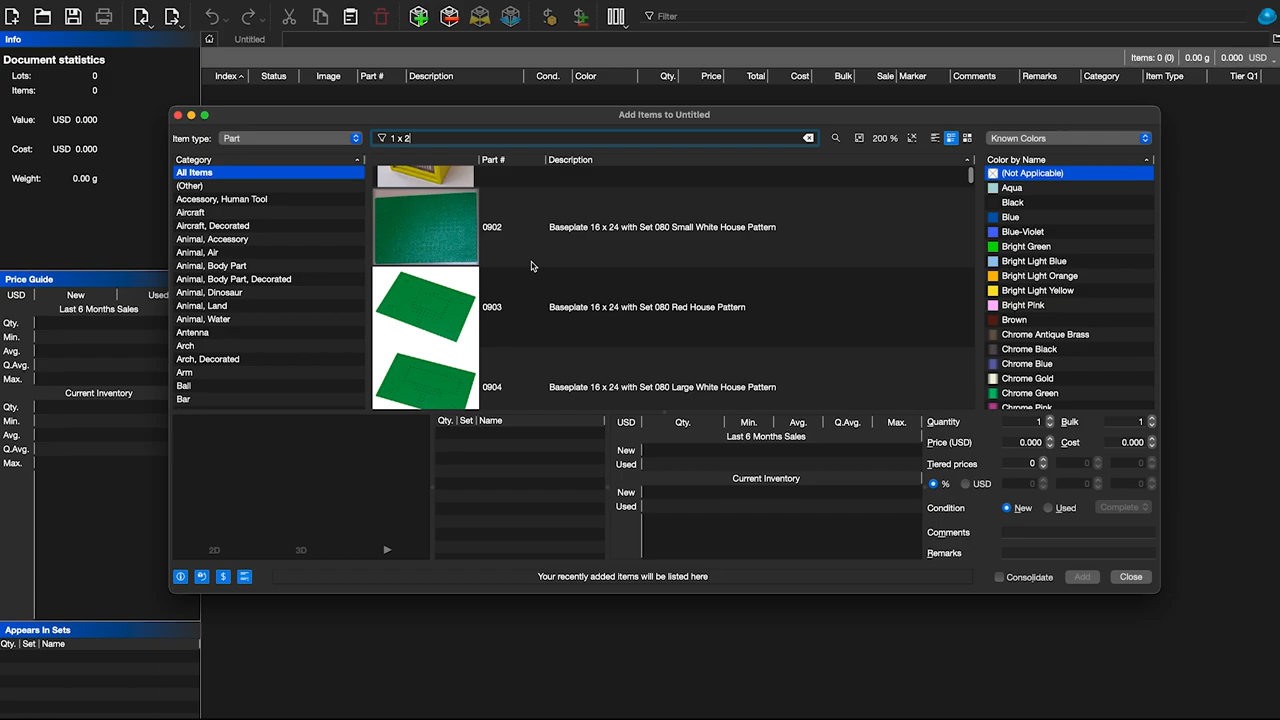 Filter
Info
Untitled
Document statistics
Lots: 0
Items: 0
Value: USD 0.000
Cost: USD 0.000
Weight: 0.00 g
Items: 0 (0) 0.00 g 0.000 USD
Index Status Image Part # Description Cond. Color Qty. Price Total Cost Bulk Sale Marker Comments Remarks Category Item Type Tier Q1
Add Items to Untitled
Item type: Part 1 x 2 200 % Known Colors
Category Part # Description Color by Name
All Items
(Other)
Accessory, Human Tool
Aircraft
Aircraft, Decorated
Animal, Accessory
Animal, Air
Animal, Body Part
Animal, Body Part, Decorated
Animal, Dinosaur
Animal, Land
Animal, Water
Antenna
Arch
Arch, Decorated
Arm
Ball
Bar
0902 Baseplate 16 x 24 with Set 080 Small White House Pattern
0903 Baseplate 16 x 24 with Set 080 Red House Pattern
0904 Baseplate 16 x 24 with Set 080 Large White House Pattern
(Not Applicable)
Aqua
Black
Blue
Blue-Violet
Bright Green
Bright Light Blue
Bright Light Orange
Bright Light Yellow
Bright Pink
Brown
Chrome Antique Brass
Chrome Black
Chrome Blue
Chrome Gold
Chrome Green
Chrome Pink
Price Guide
USD New Used
Last 6 Months Sales
Qty.
Min.
Avg.
Q.Avg.
Max.
Current Inventory
Qty.
Min.
Avg.
Q.Avg.
Max.
Appears In Sets
Qty. Set Name
2D 3D
Qty. Set Name
USD Qty. Min. Avg. Q.Avg. Max.
Last 6 Months Sales
New
Used
Current Inventory
New
Used
Quantity 1 Bulk 1
Price (USD) 0.000 Cost 0.000
Tiered prices 0 0 0
% USD 0 0 0
Condition New Used Complete
Comments
Remarks
$ Your recently added items will be listed here Consolidate Add Close